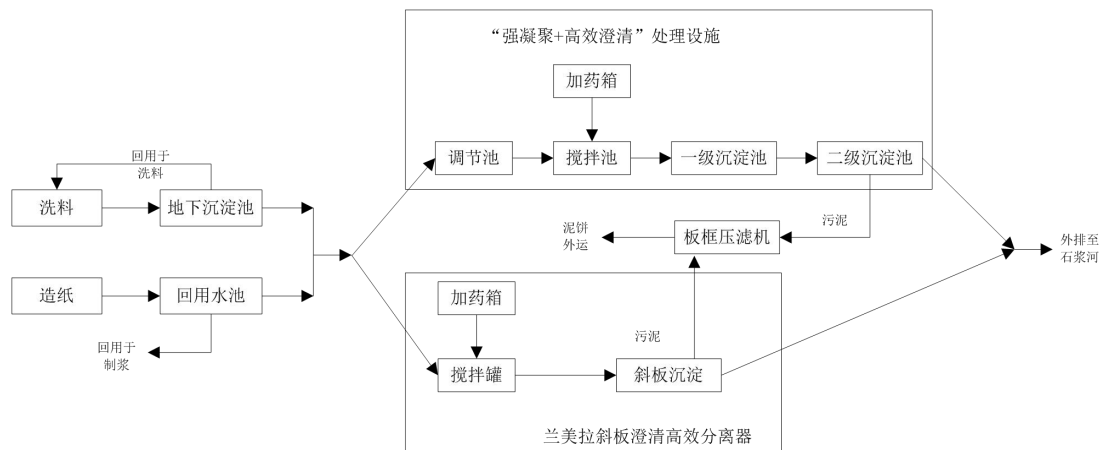 “强凝聚+高效澄清”处理设施
加药箱
调节池
搅拌池
一级沉淀池
二级沉淀池
回用于
洗料
洗料
地下沉淀池
污泥
泥饼
外运
板框压滤机
外排至
石浆河
造纸
回用水池
加药箱
回用于
制浆
污泥
搅拌罐
斜板沉淀
兰美拉斜板澄清高效分离器